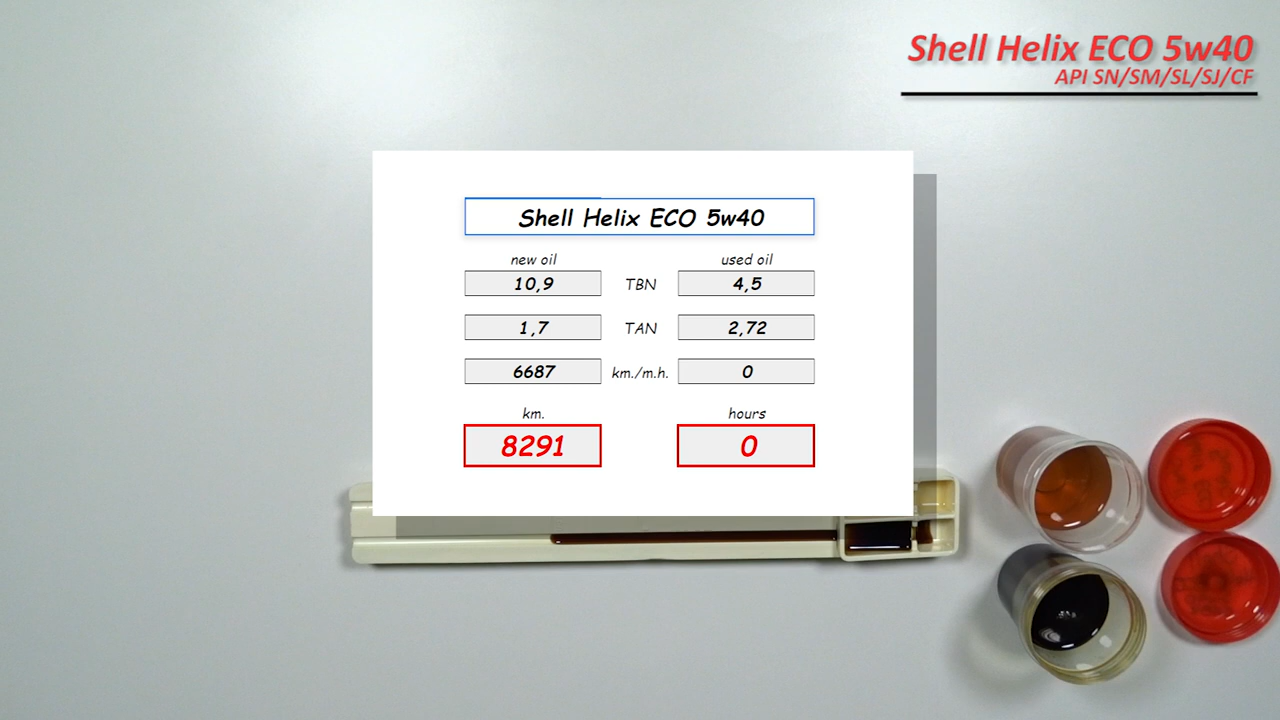 Shell Helix ECO 5w40
API SN/SM/SL/SJ/CF
Shell Helix ECO 5w40
new oil used oil
10,9 TBN 4,5
1,7 TAN 2,72
6687 km./m.h. 0
km. hours
8291 0